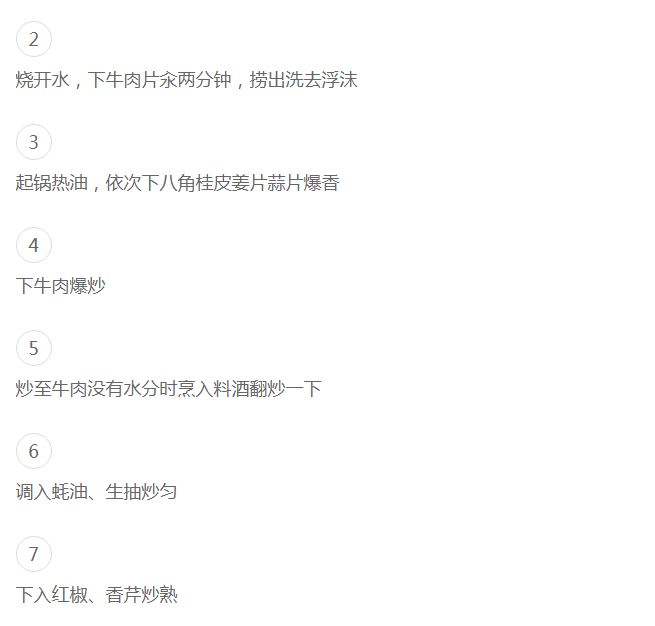 2
烧开水，下牛肉片汆两分钟，捞出洗去浮沫
3
起锅热油，依次下八角桂皮姜片蒜片爆香
4
下牛肉爆炒
5
炒至牛肉没有水分时烹入料酒翻炒一下
6
调入蚝油、生抽炒匀
7
下入红椒、香芹炒熟